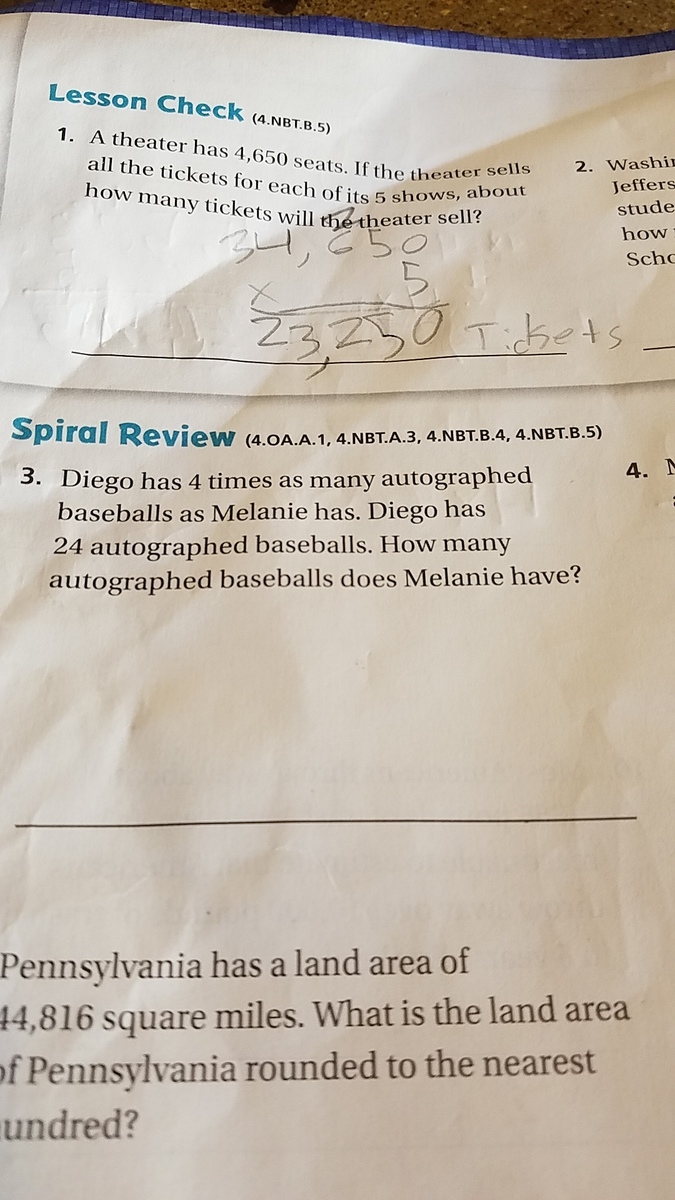 Lesson Check (4.NBT.B.5)
1. A theater has 4,650 seats. If the theater sells
all the tickets for each of its 5 shows, about
how many tickets will the theater sell?
34,650
x 5
23,250 Tickets
2. Washin
Jeffers
stude
how
Scho
Spiral Review (4.OA.A.1, 4.NBT.A.3, 4.NBT.B.4, 4.NBT.B.5)
3. Diego has 4 times as many autographed
baseballs as Melanie has. Diego has
24 autographed baseballs. How many
autographed baseballs does Melanie have?
4.
Pennsylvania has a land area of
44,816 square miles. What is the land area
of Pennsylvania rounded to the nearest
undred?